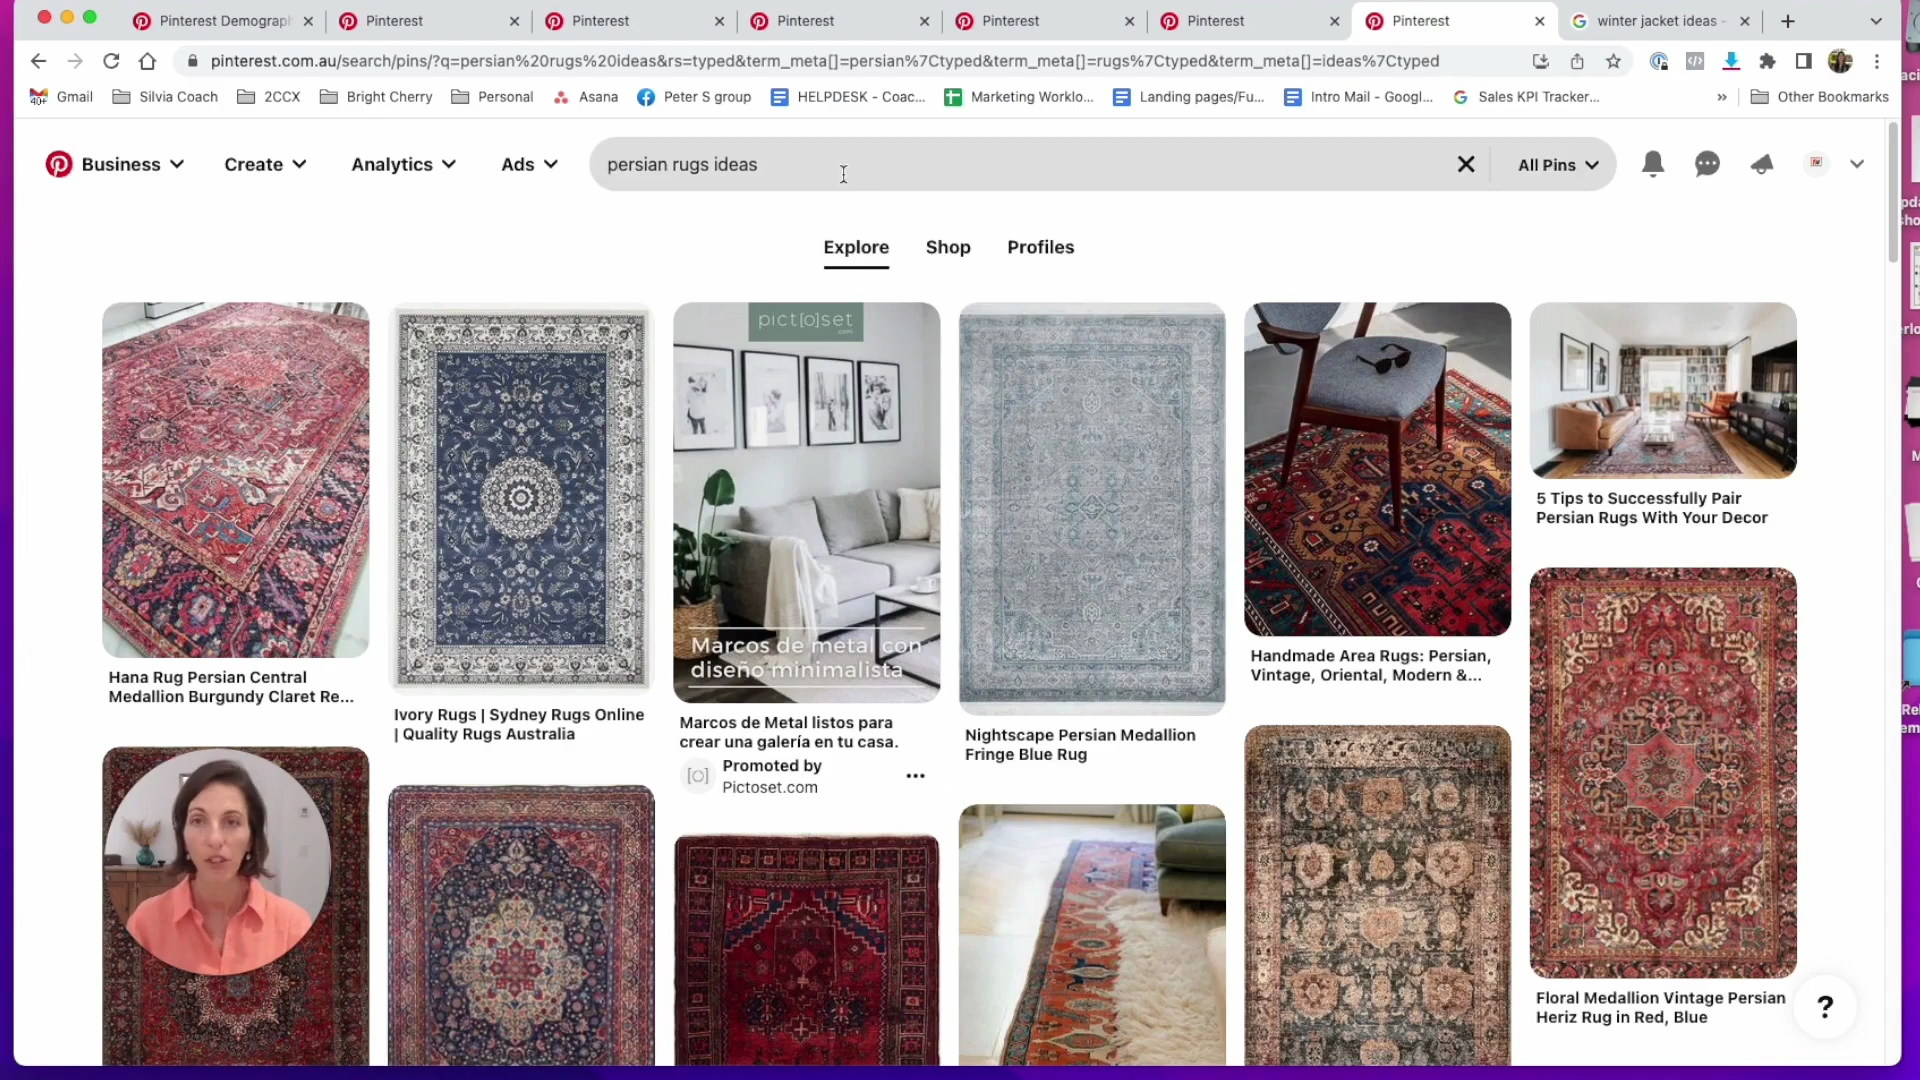 Pinterest Demograph
Pinterest
Pinterest
Pinterest
Pinterest
Pinterest
Pinterest
winter jacket ideas -
pinterest.com.au/search/pins/?q=persian%20rugs%20ideas&rs=typed&term_meta[]=persian%7Ctyped&term_meta[]=rugs%7Ctyped&term_meta[]=ideas%7Ctyped
Gmail
Silvia Coach
2CCX
Bright Cherry
Personal
Asana
Peter S group
HELPDESK - Coac...
Marketing Worklo...
Landing pages/Fu...
Intro Mail - Googl...
Sales KPI Tracker...
»
Other Bookmarks
Business
Create
Analytics
Ads
persian rugs ideas
All Pins
Explore
Shop
Profiles
Hana Rug Persian Central
Medallion Burgundy Claret Re...
Ivory Rugs | Sydney Rugs Online
| Quality Rugs Australia
pict[o]set
.com
Marcos de metal con
diseño minimalista
Marcos de Metal listos para
crear una galería en tu casa.
Promoted by
Pictoset.com
Nightscape Persian Medallion
Fringe Blue Rug
Handmade Area Rugs: Persian,
Vintage, Oriental, Modern &...
5 Tips to Successfully Pair
Persian Rugs With Your Decor
Floral Medallion Vintage Persian
Heriz Rug in Red, Blue
?